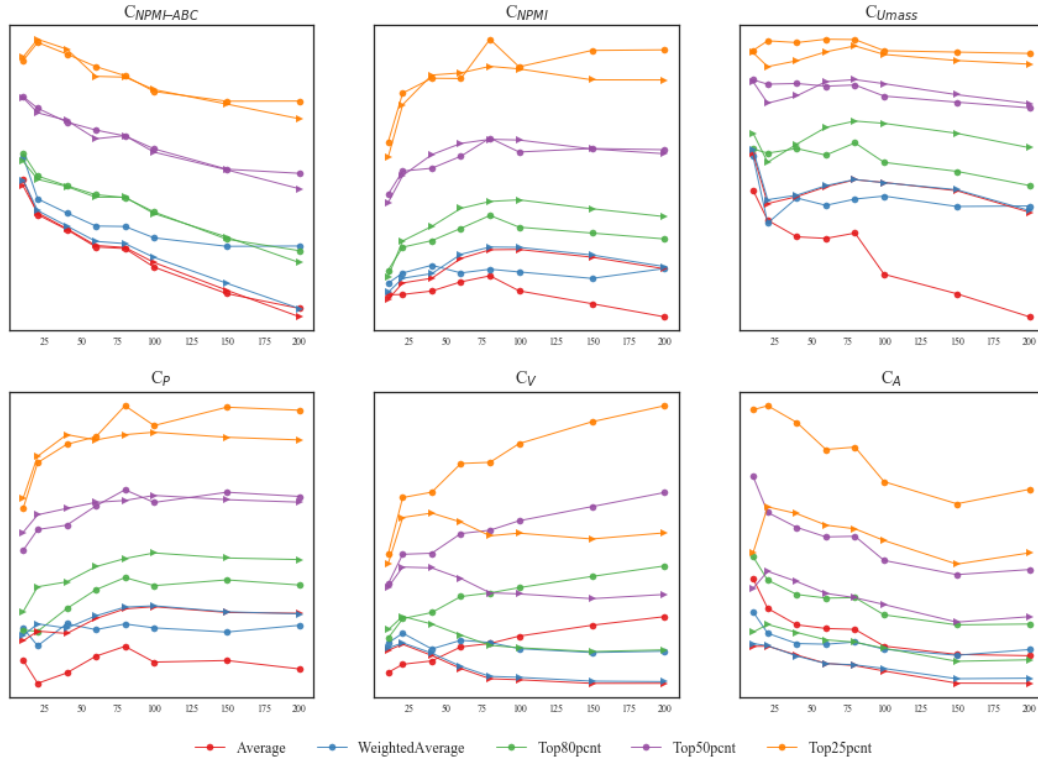 C_NPMI-ABC C_NPMI C_Umass
25 50 75 100 125 150 175 200 25 50 75 100 125 150 175 200 25 50 75 100 125 150 175 200
C_P C_V C_A
25 50 75 100 125 150 175 200 25 50 75 100 125 150 175 200 25 50 75 100 125 150 175 200
Average WeightedAverage Top80pcnt Top50pcnt Top25pcnt